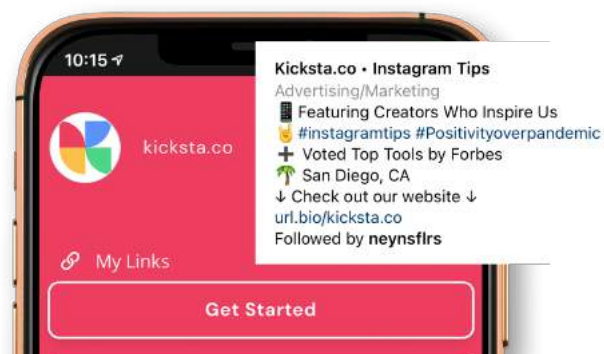 10:15
kicksta.co
My Links
Get Started
Kicksta.co • Instagram Tips
Advertising/Marketing
📱 Featuring Creators Who Inspire Us
🤘 #instagramtips #Positivityoverpandemic
➕ Voted Top Tools by Forbes
🌴 San Diego, CA
↓ Check out our website ↓
url.bio/kicksta.co
Followed by neynsflrs